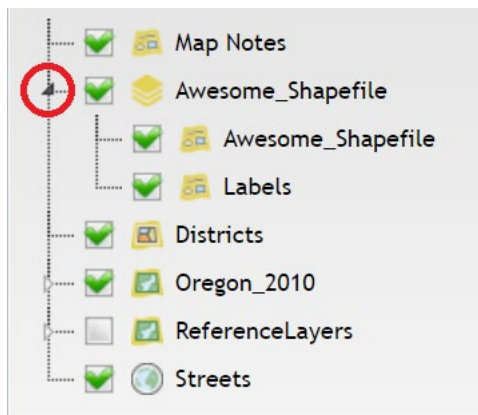 Map Notes
Awesome_Shapefile
Awesome_Shapefile
Labels
Districts
Oregon_2010
ReferenceLayers
Streets